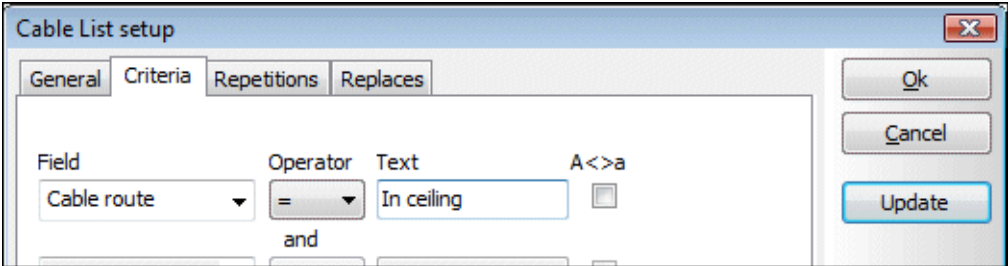 Cable List setup
General Criteria Repetitions Replaces
Ok
Cancel
Field Operator Text A<>a
Cable route = In ceiling
Update
and